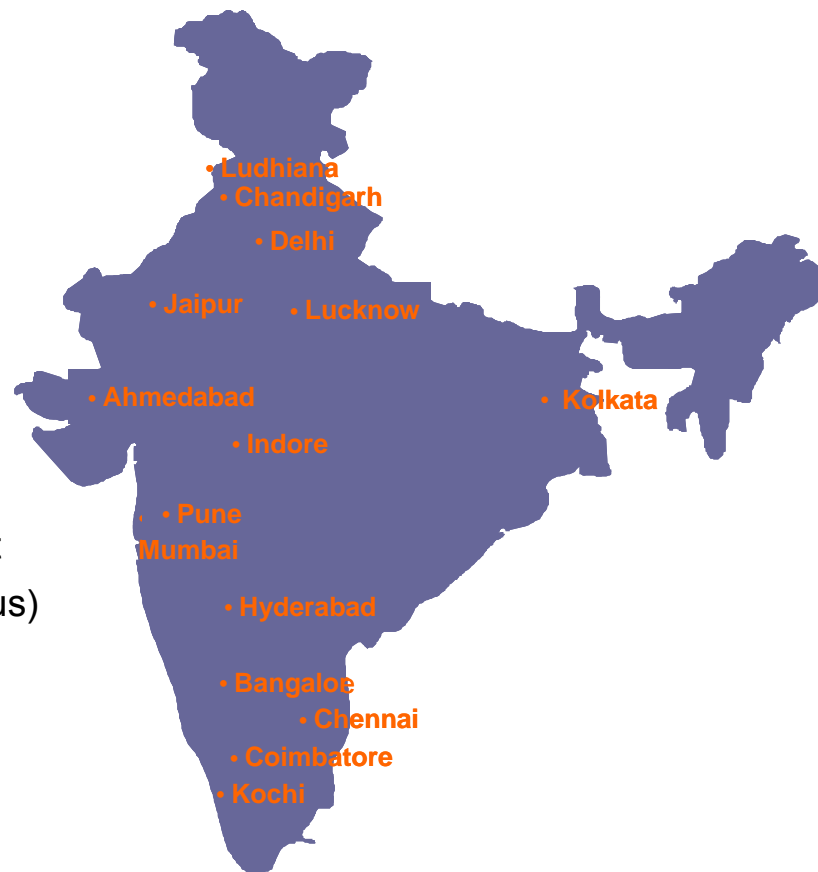 • Ludhiana
• Chandigarh
• Delhi
• Jaipur
• Lucknow
• Ahmedabad
• Kolkata
• Indore
• Pune
Mumbai
us)
• Hyderabad
• Bangaloe
• Chennai
• Coimbatore
• Kochi